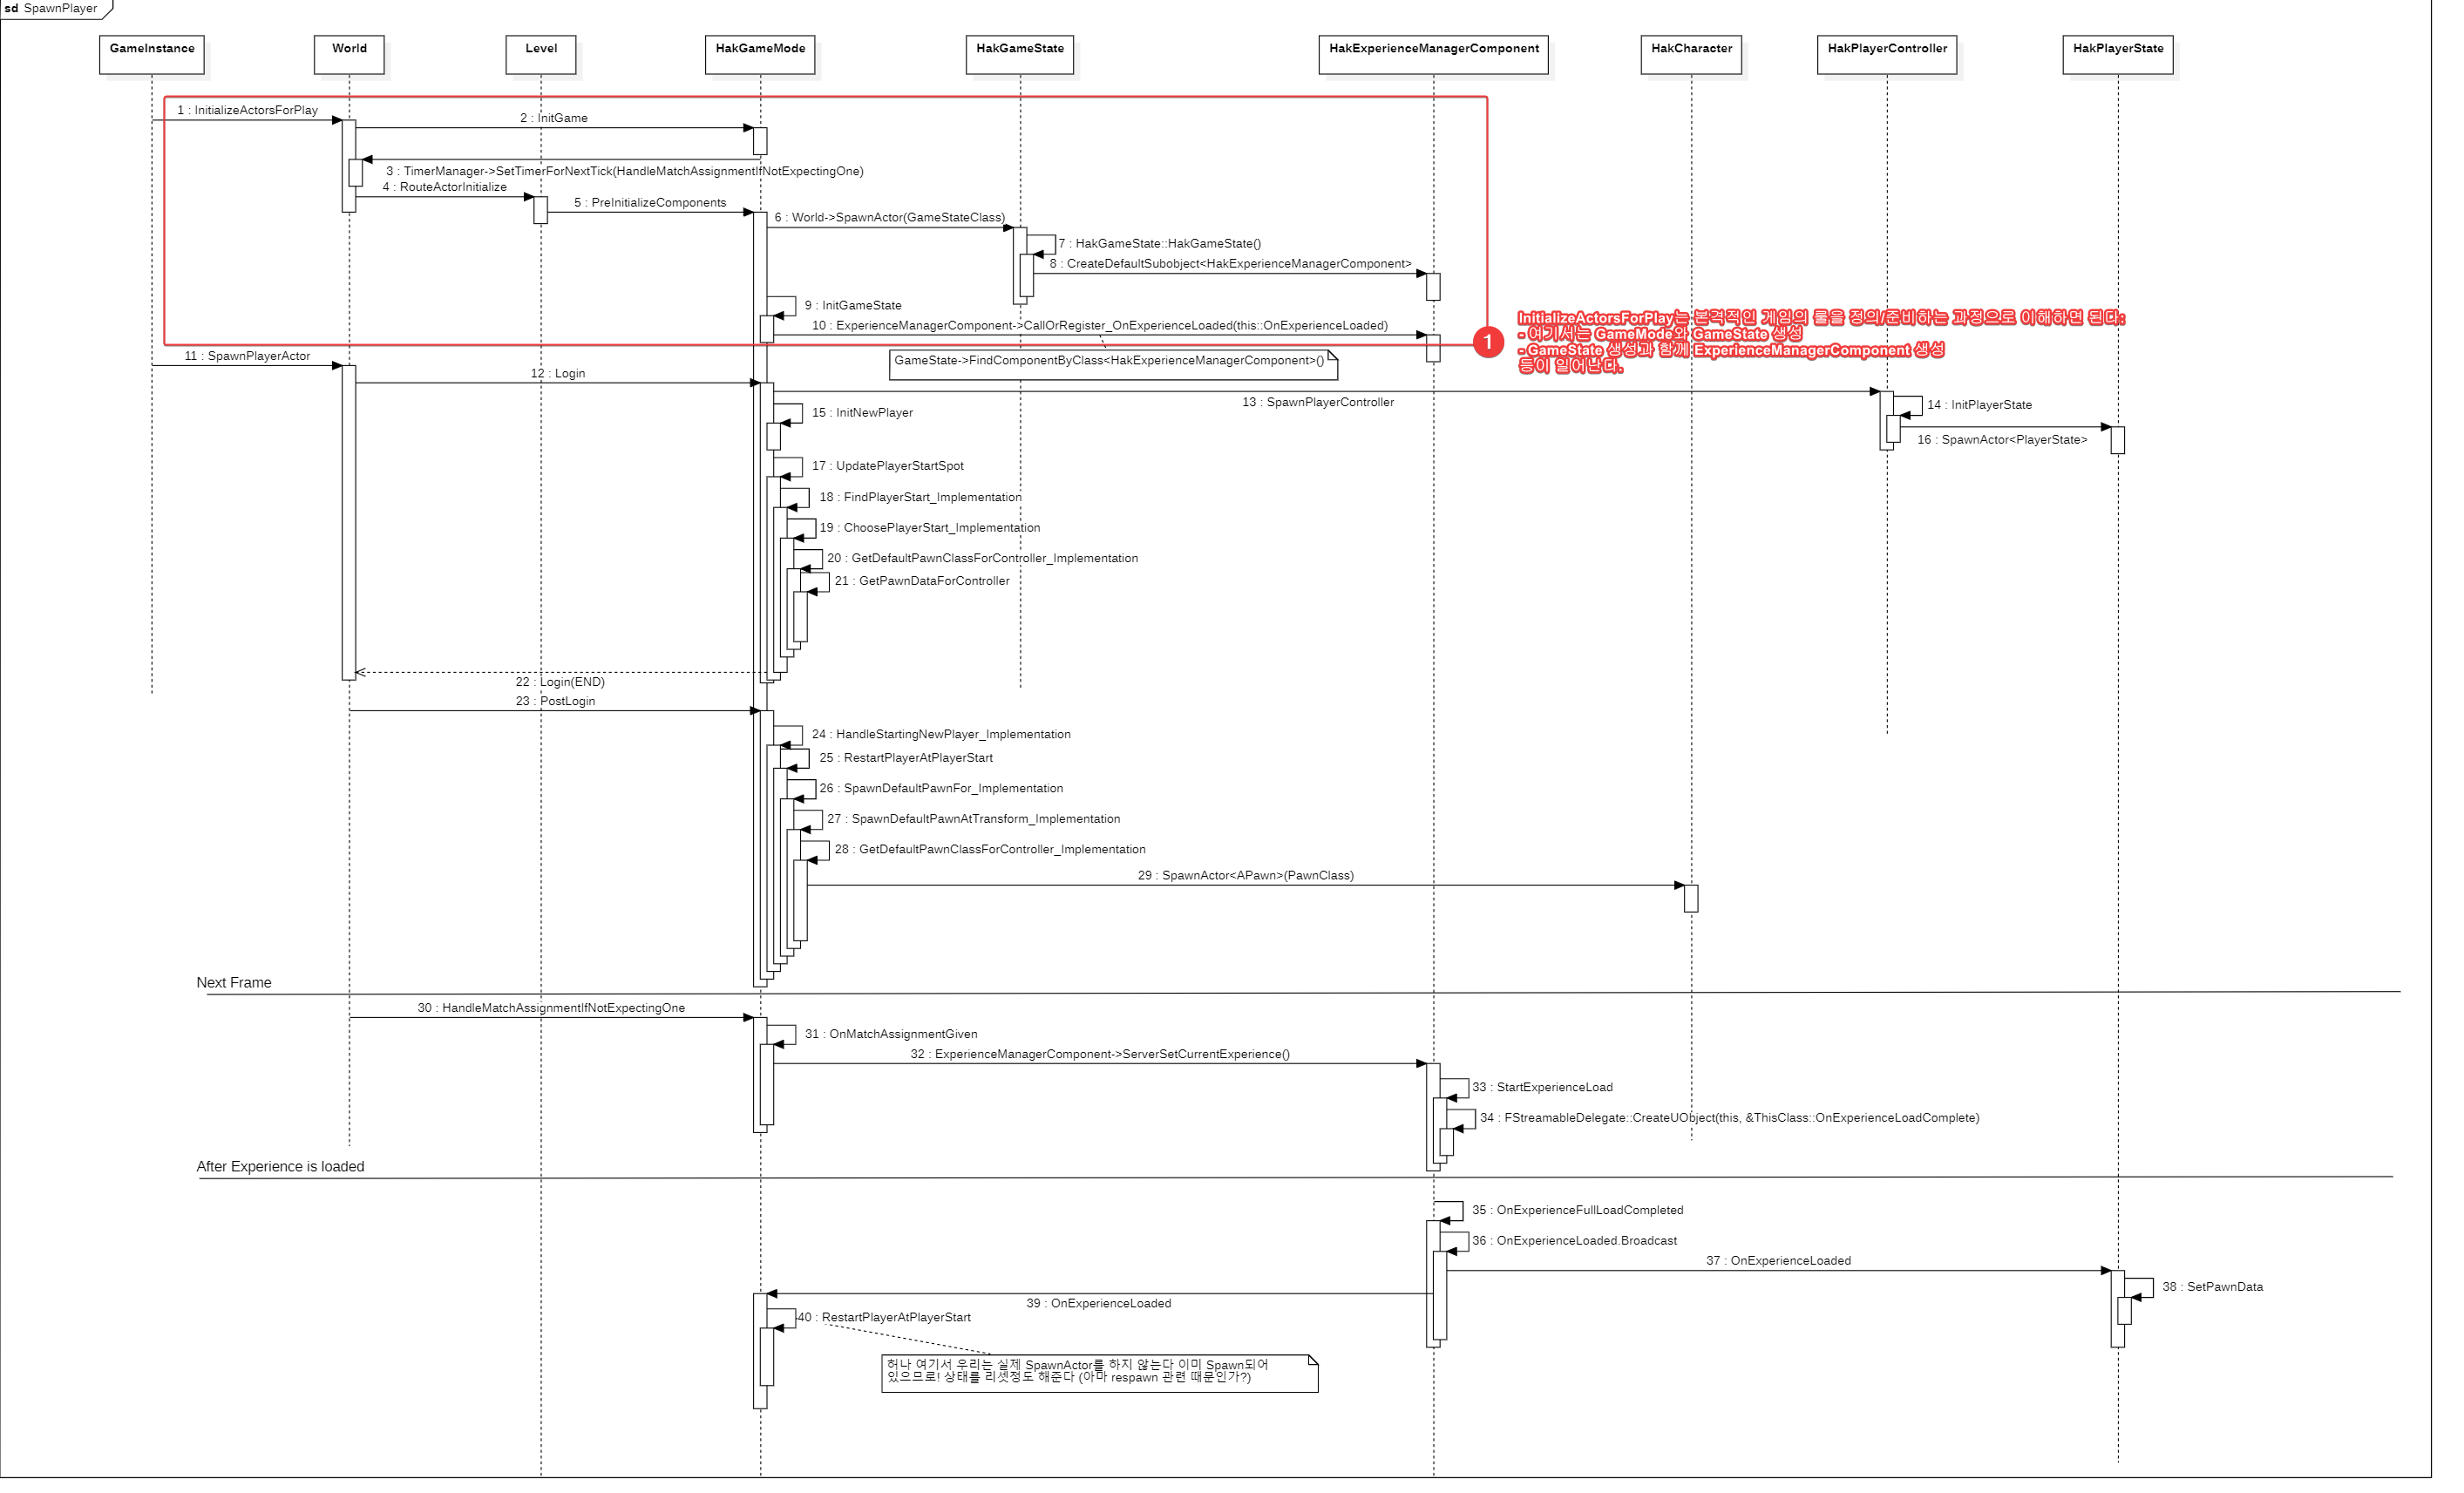 sd SpawnPlayer
GameInstance
World
Level
HakGameMode
HakGameState
HakExperienceManagerComponent
HakCharacter
HakPlayerController
HakPlayerState
1 : InitializeActorsForPlay
2 : InitGame
3 : TimerManager->SetTimerForNextTick(HandleMatchAssignmentIfNotExpectingOne)
4 : RouteActorInitialize
5 : PreInitializeComponents
6 : World->SpawnActor(GameStateClass)
7 : HakGameState::HakGameState()
8 : CreateDefaultSubobject<HakExperienceManagerComponent>
9 : InitGameState
10 : ExperienceManagerComponent->CallOrRegister_OnExperienceLoaded(this::OnExperienceLoaded)
1
InitializeActorsForPlay는 본격적인 게임의 룰을 정의/준비하는 과정으로 이해하면 된다:
- 여기서는 GameMode와 GameState 생성
- GameState 생성과 함께 ExperienceManagerComponent 생성
등이 일어난다.
GameState->FindComponentByClass<HakExperienceManagerComponent>()
11 : SpawnPlayerActor
12 : Login
13 : SpawnPlayerController
14 : InitPlayerState
15 : InitNewPlayer
16 : SpawnActor<PlayerState>
17 : UpdatePlayerStartSpot
18 : FindPlayerStart_Implementation
19 : ChoosePlayerStart_Implementation
20 : GetDefaultPawnClassForController_Implementation
21 : GetPawnDataForController
22 : Login(END)
23 : PostLogin
24 : HandleStartingNewPlayer_Implementation
25 : RestartPlayerAtPlayerStart
26 : SpawnDefaultPawnFor_Implementation
27 : SpawnDefaultPawnAtTransform_Implementation
28 : GetDefaultPawnClassForController_Implementation
29 : SpawnActor<APawn>(PawnClass)
Next Frame
30 : HandleMatchAssignmentIfNotExpectingOne
31 : OnMatchAssignmentGiven
32 : ExperienceManagerComponent->ServerSetCurrentExperience()
33 : StartExperienceLoad
34 : FStreamableDelegate::CreateUObject(this, &ThisClass::OnExperienceLoadComplete)
After Experience is loaded
35 : OnExperienceFullLoadCompleted
36 : OnExperienceLoaded.Broadcast
37 : OnExperienceLoaded
38 : SetPawnData
39 : OnExperienceLoaded
40 : RestartPlayerAtPlayerStart
허나 여기서 우리는 실제 SpawnActor를 하지 않는다 이미 Spawn되어
있으므로! 상태를 리셋정도 해준다 (아마 respawn 관련 때문인가?)